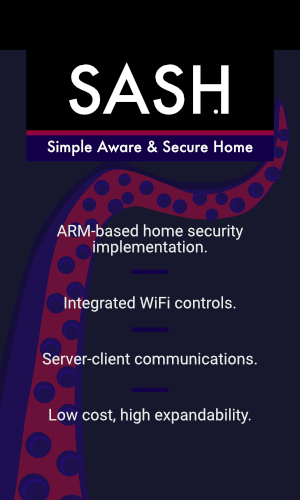 SASH
Simple Aware & Secure Home
ARM-based home security
implementation.
Integrated WiFi controls.
Server-client communications.
Low cost, high expandability.